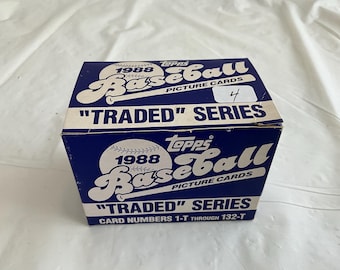 Topps
1988
Baseball
PICTURE CARDS
4
"TRADED" SERIES
Topps
1988
Baseball
PICTURE CARDS
"TRADED" SERIES
CARD NUMBERS 1-T THROUGH 132-T